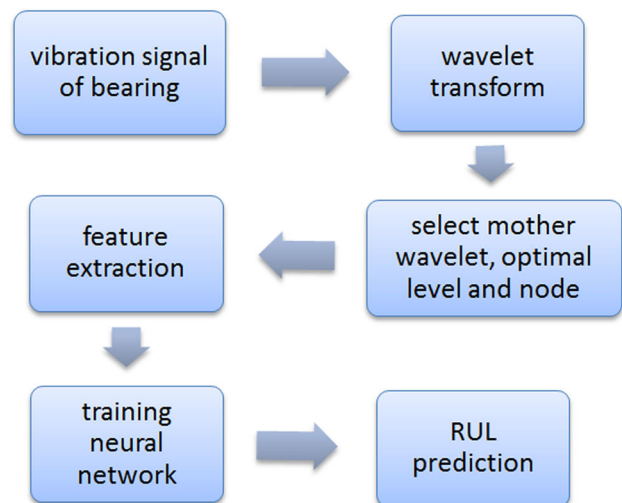 vibration signal
of bearing
wavelet
transform
select mother
wavelet, optimal
level and node
feature
extraction
training
neural
network
RUL
prediction